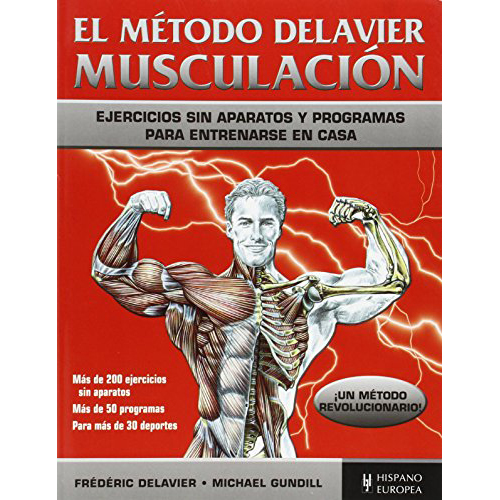 EL MÉTODO DELAVIER
MUSCULACIÓN
EJERCICIOS SIN APARATOS Y PROGRAMAS
PARA ENTRENARSE EN CASA
Más de 200 ejercicios
sin aparatos
Más de 50 programas
Para más de 30 deportes
¡UN MÉTODO
REVOLUCIONARIO!
FRÉDÉRIC DELAVIER · MICHAEL GUNDILL
HISPANO
EUROPEA